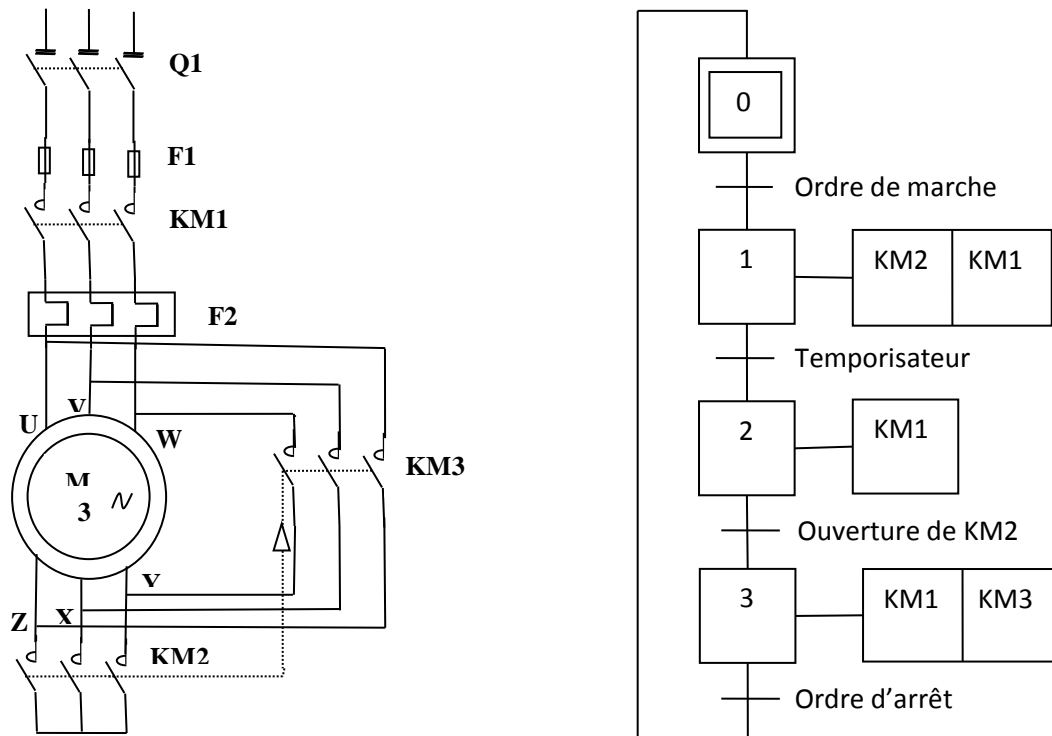 Q1
F1
KM1
F2
U
V
W
M
3
KM3
Z
X
Y
KM2
0
Ordre de marche
1
KM2
KM1
Temporisateur
2
KM1
Ouverture de KM2
3
KM1
KM3
Ordre d’arrêt